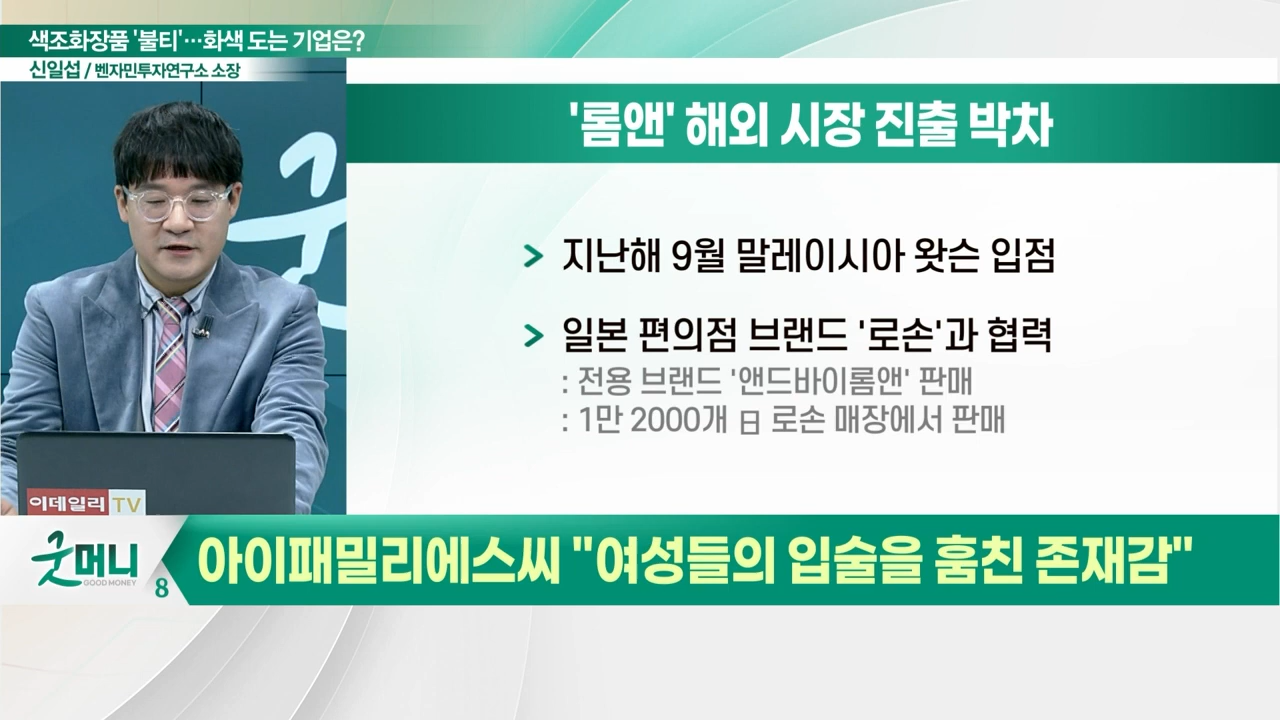 색조화장품 '불티'…화색 도는 기업은?
신일섭 / 벤자민투자연구소 소장
'롬앤' 해외 시장 진출 박차
> 지난해 9월 말레이시아 왓슨 입점
> 일본 편의점 브랜드 '로손'과 협력
: 전용 브랜드 '앤드바이롬앤' 판매
: 1만 2000개 日 로손 매장에서 판매
이데일리 TV
굿머니
GOOD MONEY
8
아이패밀리에스씨 "여성들의 입술을 훔친 존재감"